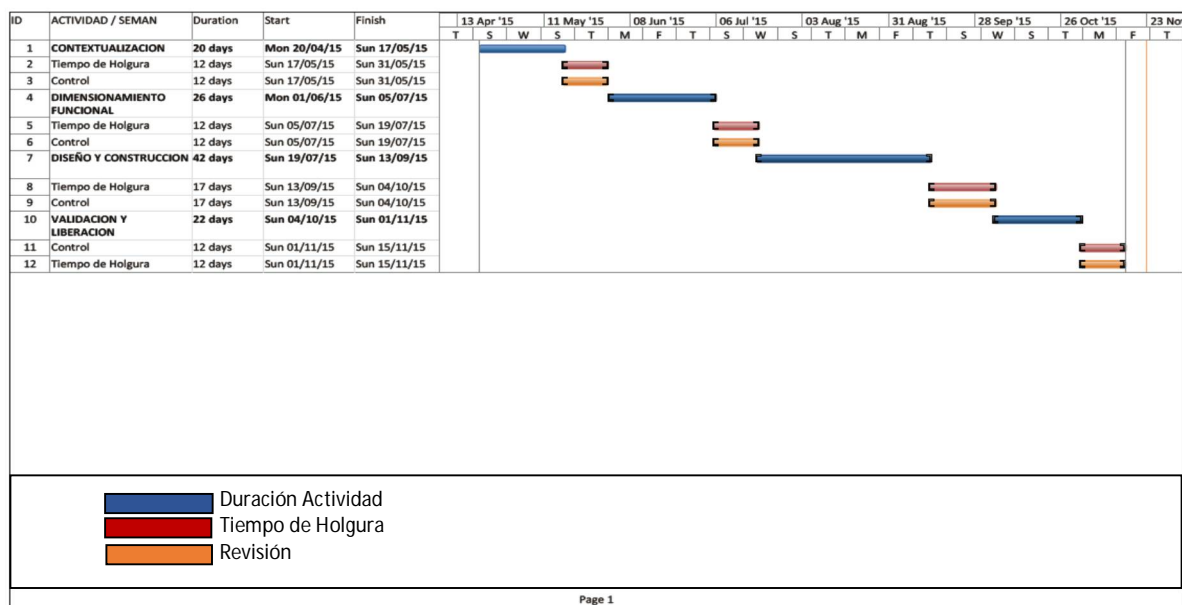 ID ACTIVIDAD / SEMAN Duration Start Finish 13 Apr '15 11 May '15 08 Jun '15 06 Jul '15 03 Aug '15 31 Aug '15 28 Sep '15 26 Oct '15 23 Nov
T S W S T M F T S W S T M F T S W S T M F T
1 CONTEXTUALIZACION 20 days Mon 20/04/15 Sun 17/05/15
2 Tiempo de Holgura 12 days Sun 17/05/15 Sun 31/05/15
3 Control 12 days Sun 17/05/15 Sun 31/05/15
4 DIMENSIONAMIENTO 26 days Mon 01/06/15 Sun 05/07/15
FUNCIONAL
5 Tiempo de Holgura 12 days Sun 05/07/15 Sun 19/07/15
6 Control 12 days Sun 05/07/15 Sun 19/07/15
7 DISEÑO Y CONSTRUCCION 42 days Sun 19/07/15 Sun 13/09/15
8 Tiempo de Holgura 17 days Sun 13/09/15 Sun 04/10/15
9 Control 17 days Sun 13/09/15 Sun 04/10/15
10 VALIDACION Y 22 days Sun 04/10/15 Sun 01/11/15
LIBERACION
11 Control 12 days Sun 01/11/15 Sun 15/11/15
12 Tiempo de Holgura 12 days Sun 01/11/15 Sun 15/11/15
Duración Actividad
Tiempo de Holgura
Revisión
Page 1